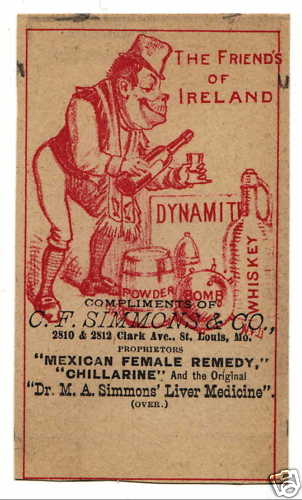 THE FRIENDS
OF
IRELAND
DYNAMIT
WHISKEY
POWDER
BOMB
COMPLIMENTS OF
C. F. SIMMONS & CO.,
2810 & 2812 Clark Ave., St. Louis, Mo.
PROPRIETORS
"MEXICAN FEMALE REMEDY,"
"CHILLARINE" And the Original
"Dr. M. A. Simmons' Liver Medicine".
(OVER.)